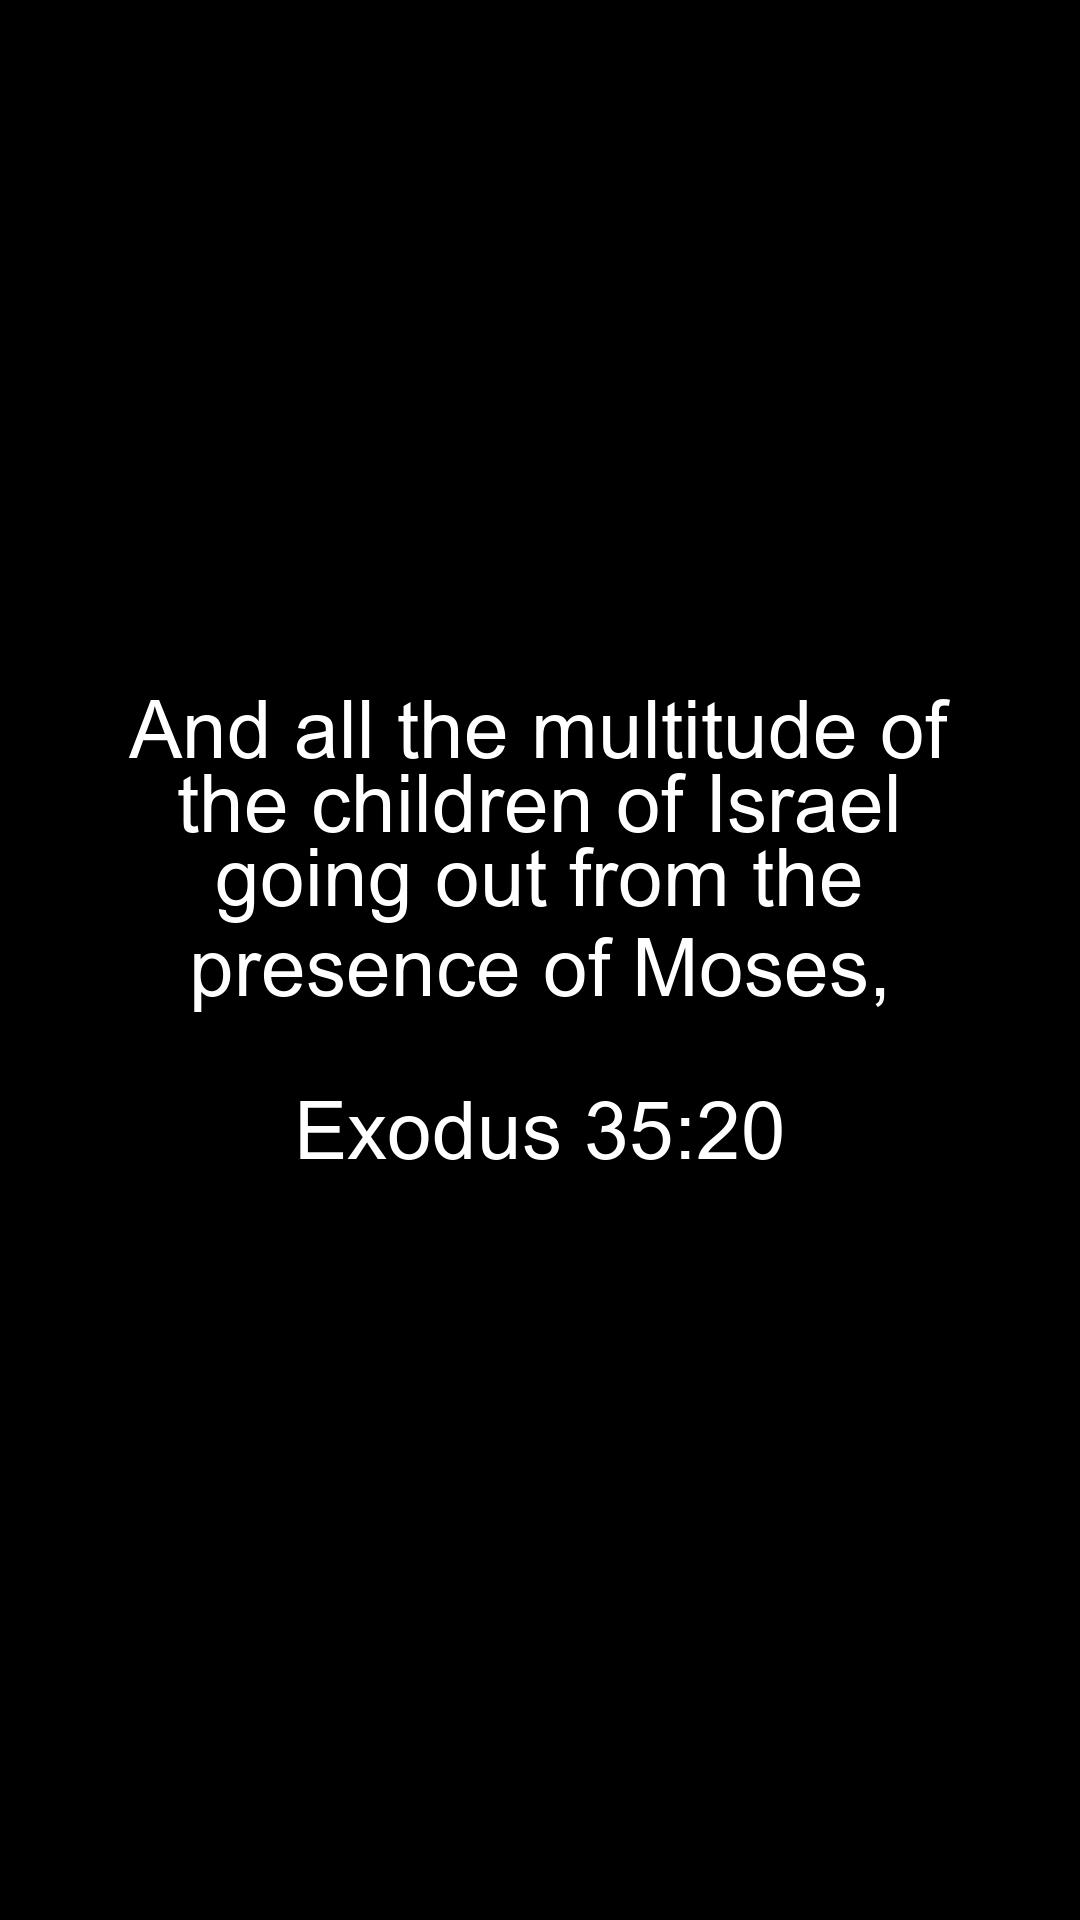 And all the multitude of
the children of Israel
going out from the
presence of Moses,
Exodus 35:20